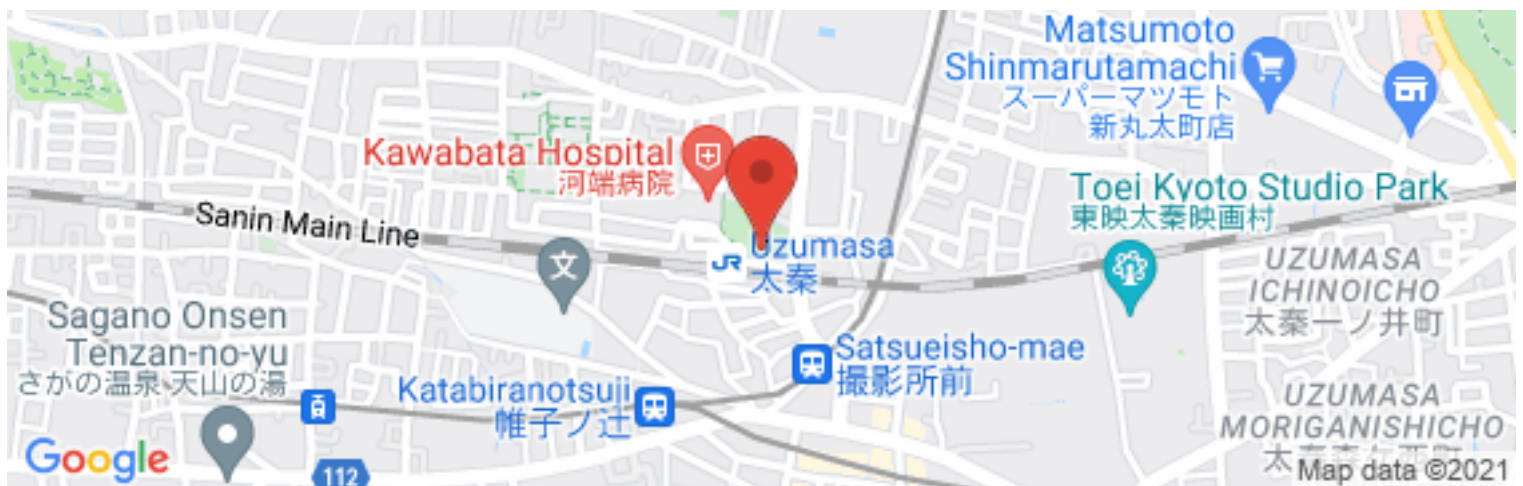 Matsumoto
Shinmarutamachi
スーパーマツモト
新丸太町店
Kawabata Hospital
河端病院
Toei Kyoto Studio Park
東映太秦映画村
Sanin Main Line
JR
Uzumasa
太秦
文
UZUMASA
ICHINOICHO
太秦一ノ井町
Sagano Onsen
Tenzan-no-yu
さがの温泉 天山の湯
Satsueisho-mae
撮影所前
Katabiranotsuji
帷子ノ辻
UZUMASA
MORIGANISHICHO
Google
112
Map data ©2021